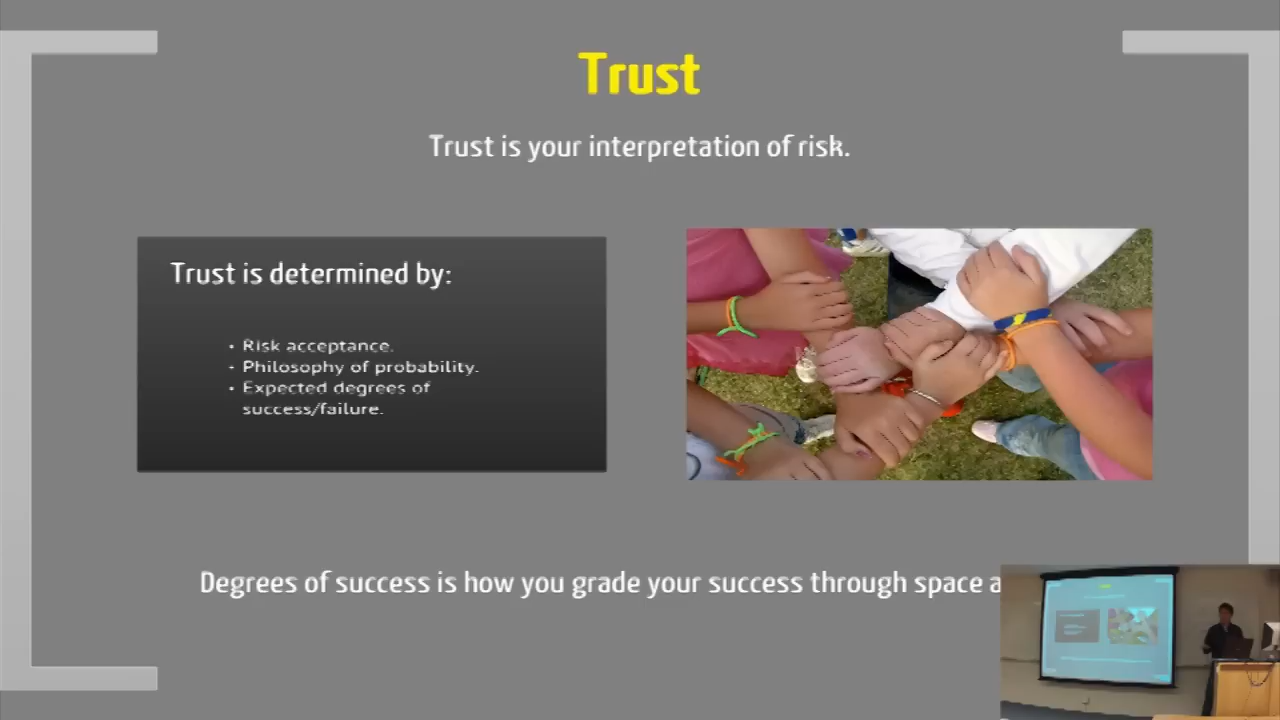 Trust
Trust is your interpretation of risk.
Trust is determined by:
• Risk acceptance.
• Philosophy of probability.
• Expected degrees of
success/failure.
Degrees of success is how you grade your success through space a